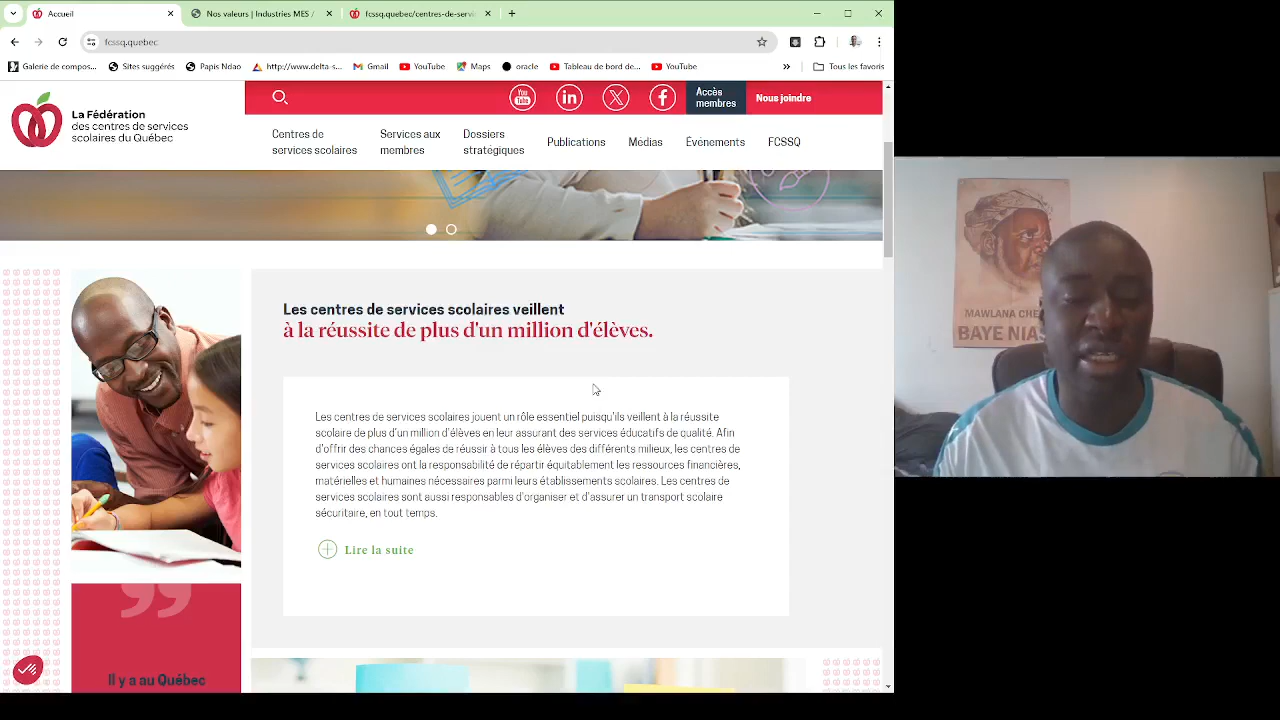 Accueil
Nos valeurs | Industries MES /
fcssq.quebec/centres-de-servi
fcssq.quebec
Galerie de compos...
Sites suggérés
Papis Ndao
http://www.delta-s...
Gmail
YouTube
Maps
oracle
Tableau de bord de...
YouTube
Tous les favoris
La Fédération
des centres de services
scolaires du Québec
You
Tube
in
X
f
Accès
membres
Nous joindre
Centres de
services scolaires
Services aux
membres
Dossiers
stratégiques
Publications
Médias
Événements
FCSSQ
Les centres de services scolaires veillent
à la réussite de plus d'un million d'élèves.
Les centres de services scolaires jouent un rôle essentiel puisqu'ils veillent à la réussite
scolaire de plus d'un million d'élèves en leur assurant des services éducatifs de qualité. Afin
d'offrir des chances égales de réussir à tous les élèves des différents milieux, les centres de
services scolaires ont la responsabilité de répartir équitablement les ressources financières,
matérielles et humaines nécessaires parmi leurs établissements scolaires. Les centres de
services scolaires sont aussi responsables d'organiser et d'assurer un transport scolaire
sécuritaire, en tout temps.
Lire la suite
Il y a au Québec
MAWLANA CHE
BAYE NIAS